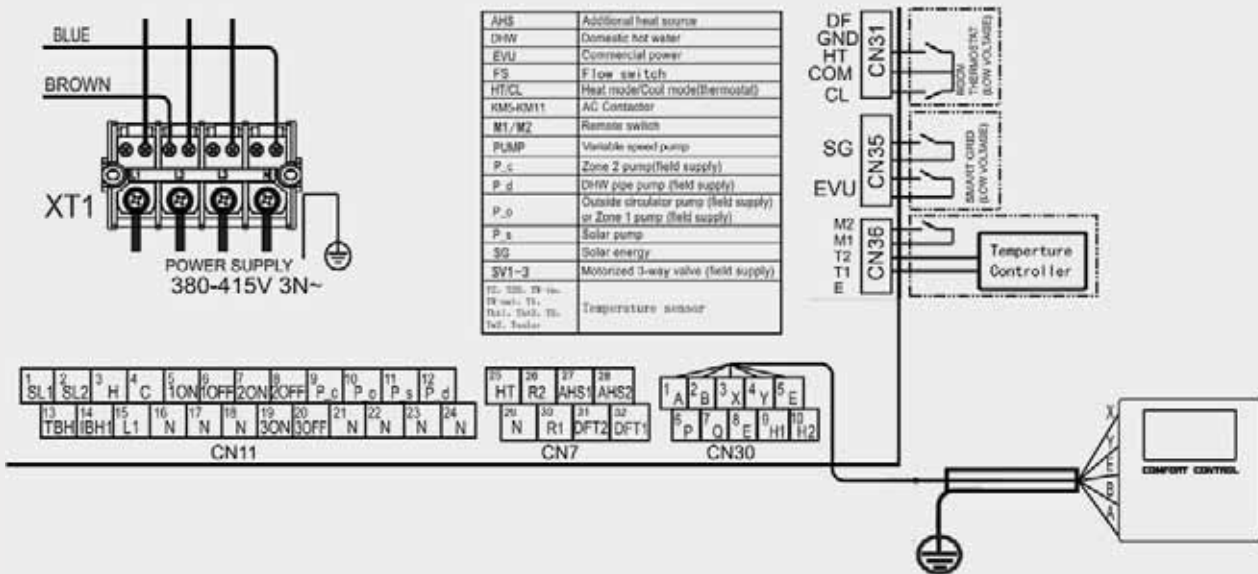 BLUE
BROWN
XT1
POWER SUPPLY
380-415V 3N~
AHS Additional heat source
DHW Domestic hot water
EVU Commercial power
FS Flow switch
HT/CL Heat mode/Cool mode(thermostat)
KM5-KM11 AC Contactor
M1/M2 Remote switch
PUMP Variable speed pump
P_c Zone 2 pump(field supply)
P_d DHW pipe pump (field supply)
P_o Outside circulator pump (field supply)
or Zone 1 pump (field supply)
P_s Solar pump
SG Solar energy
SV1-3 Motorized 3-way valve (field supply)
Temperature sensor
DF
GND
HT
COM
CL
CN31
ROOM
THERMOSTAT
(LOW VOLTAGE)
SG
EVU
CN35
SMART GRID
(LOW VOLTAGE)
M2
M1
T2
T1
E
CN36
Temperture
Controller
1 SL1 2 SL2 3 H 4 C 5 1ON 6 1OFF 7 2ON 8 2OFF 9 P_c 10 P_o 11 P_s 12 P_d
13 TBH 14 IBH1 15 L1 16 N 17 N 18 N 19 3ON 20 3OFF 21 N 22 N 23 N 24 N
CN11
25 HT 26 R2 27 AHS1 28 AHS2
29 N 30 R1 31 DFT2 32 DFT1
CN7
1 A 2 B 3 X 4 Y 5 E
6 P 7 Q 8 E 9 H1 10 H2
CN30
X
Y
E
B
A
COMFORT CONTROL